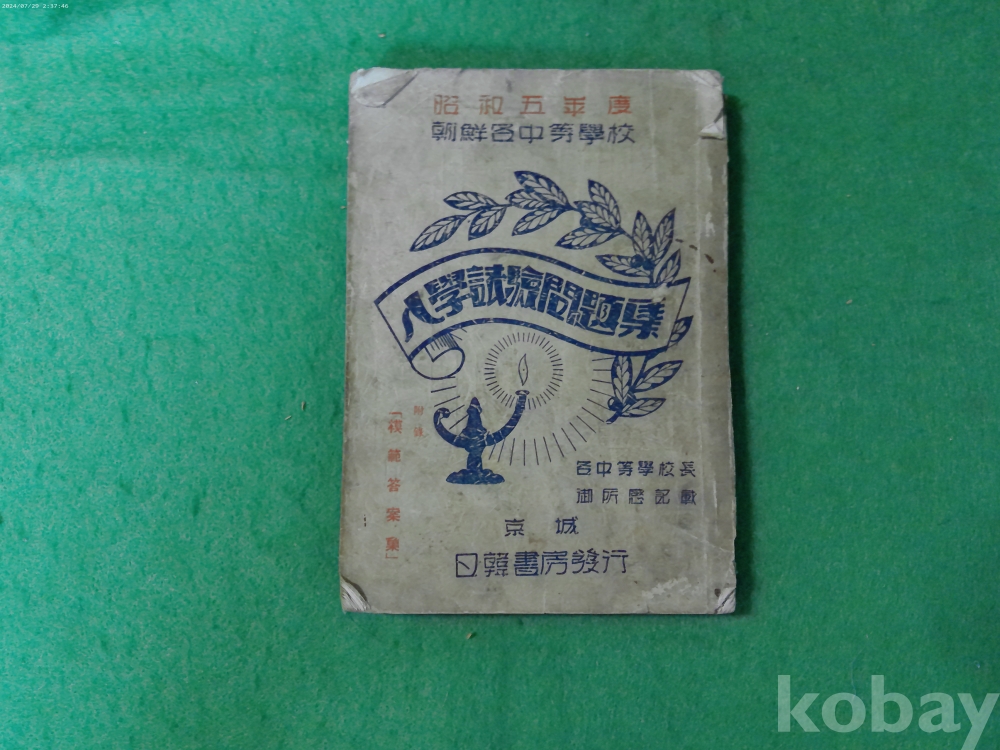 2024/07/29 2:37:46
昭和五年度
朝鮮各中等學校
入學試驗問題集
附錄
「模範答案集」
各中等學校長
御所感記載
京城
日韓書房發行
kobay